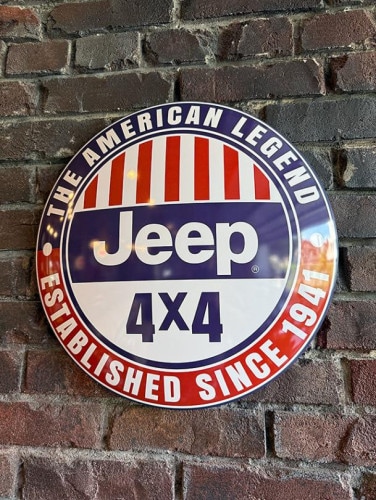 THE AMERICAN LEGEND
Jeep®
4X4
ESTABLISHED SINCE 1941